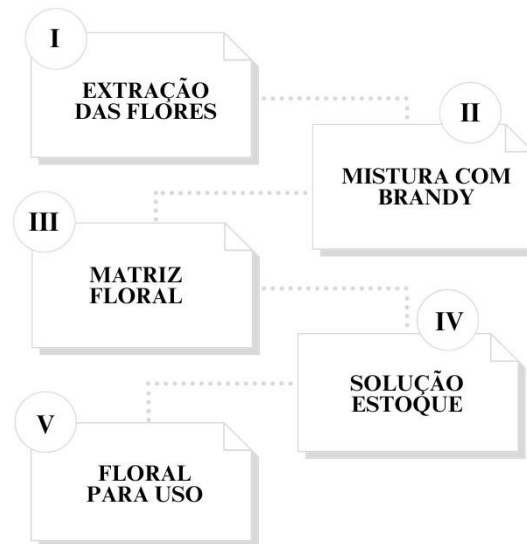 I
EXTRAÇÃO
DAS FLORES
II
MISTURA COM
BRANDY
III
MATRIZ
FLORAL
IV
SOLUÇÃO
ESTOQUE
V
FLORAL
PARA USO